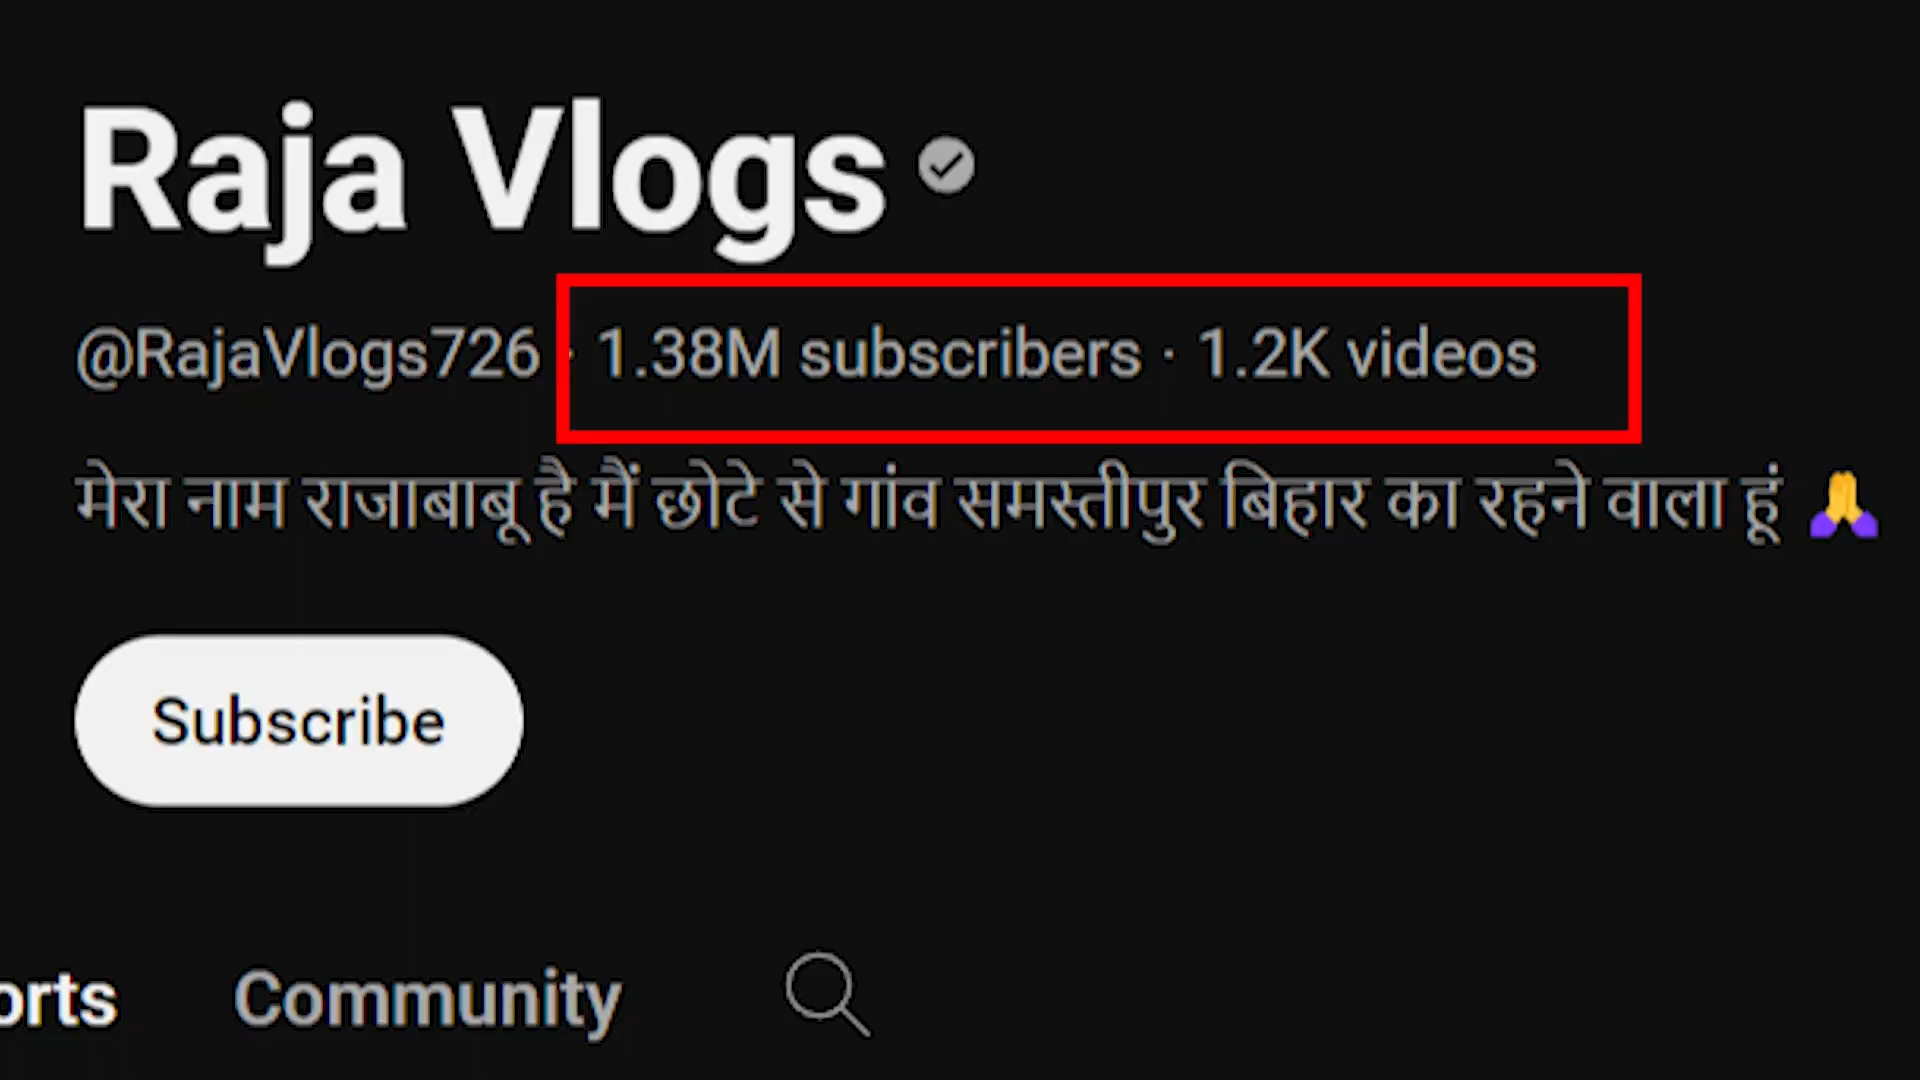 Raja Vlogs
@RajaVlogs726 · 1.38M subscribers · 1.2K videos
मेरा नाम राजाबाबू है मैं छोटे से गांव समस्तीपुर बिहार का रहने वाला हूं 🙏
Subscribe
orts Community